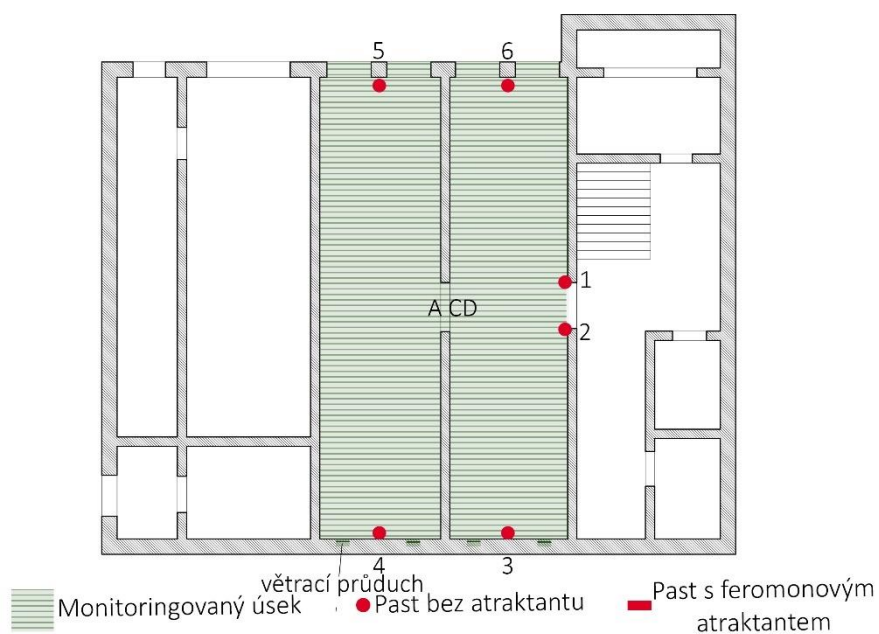 5
6
1
A CD
2
4
3
větrací průduch
Monitoringovaný úsek
Past bez atraktantu
Past s feromonovým
atraktantem